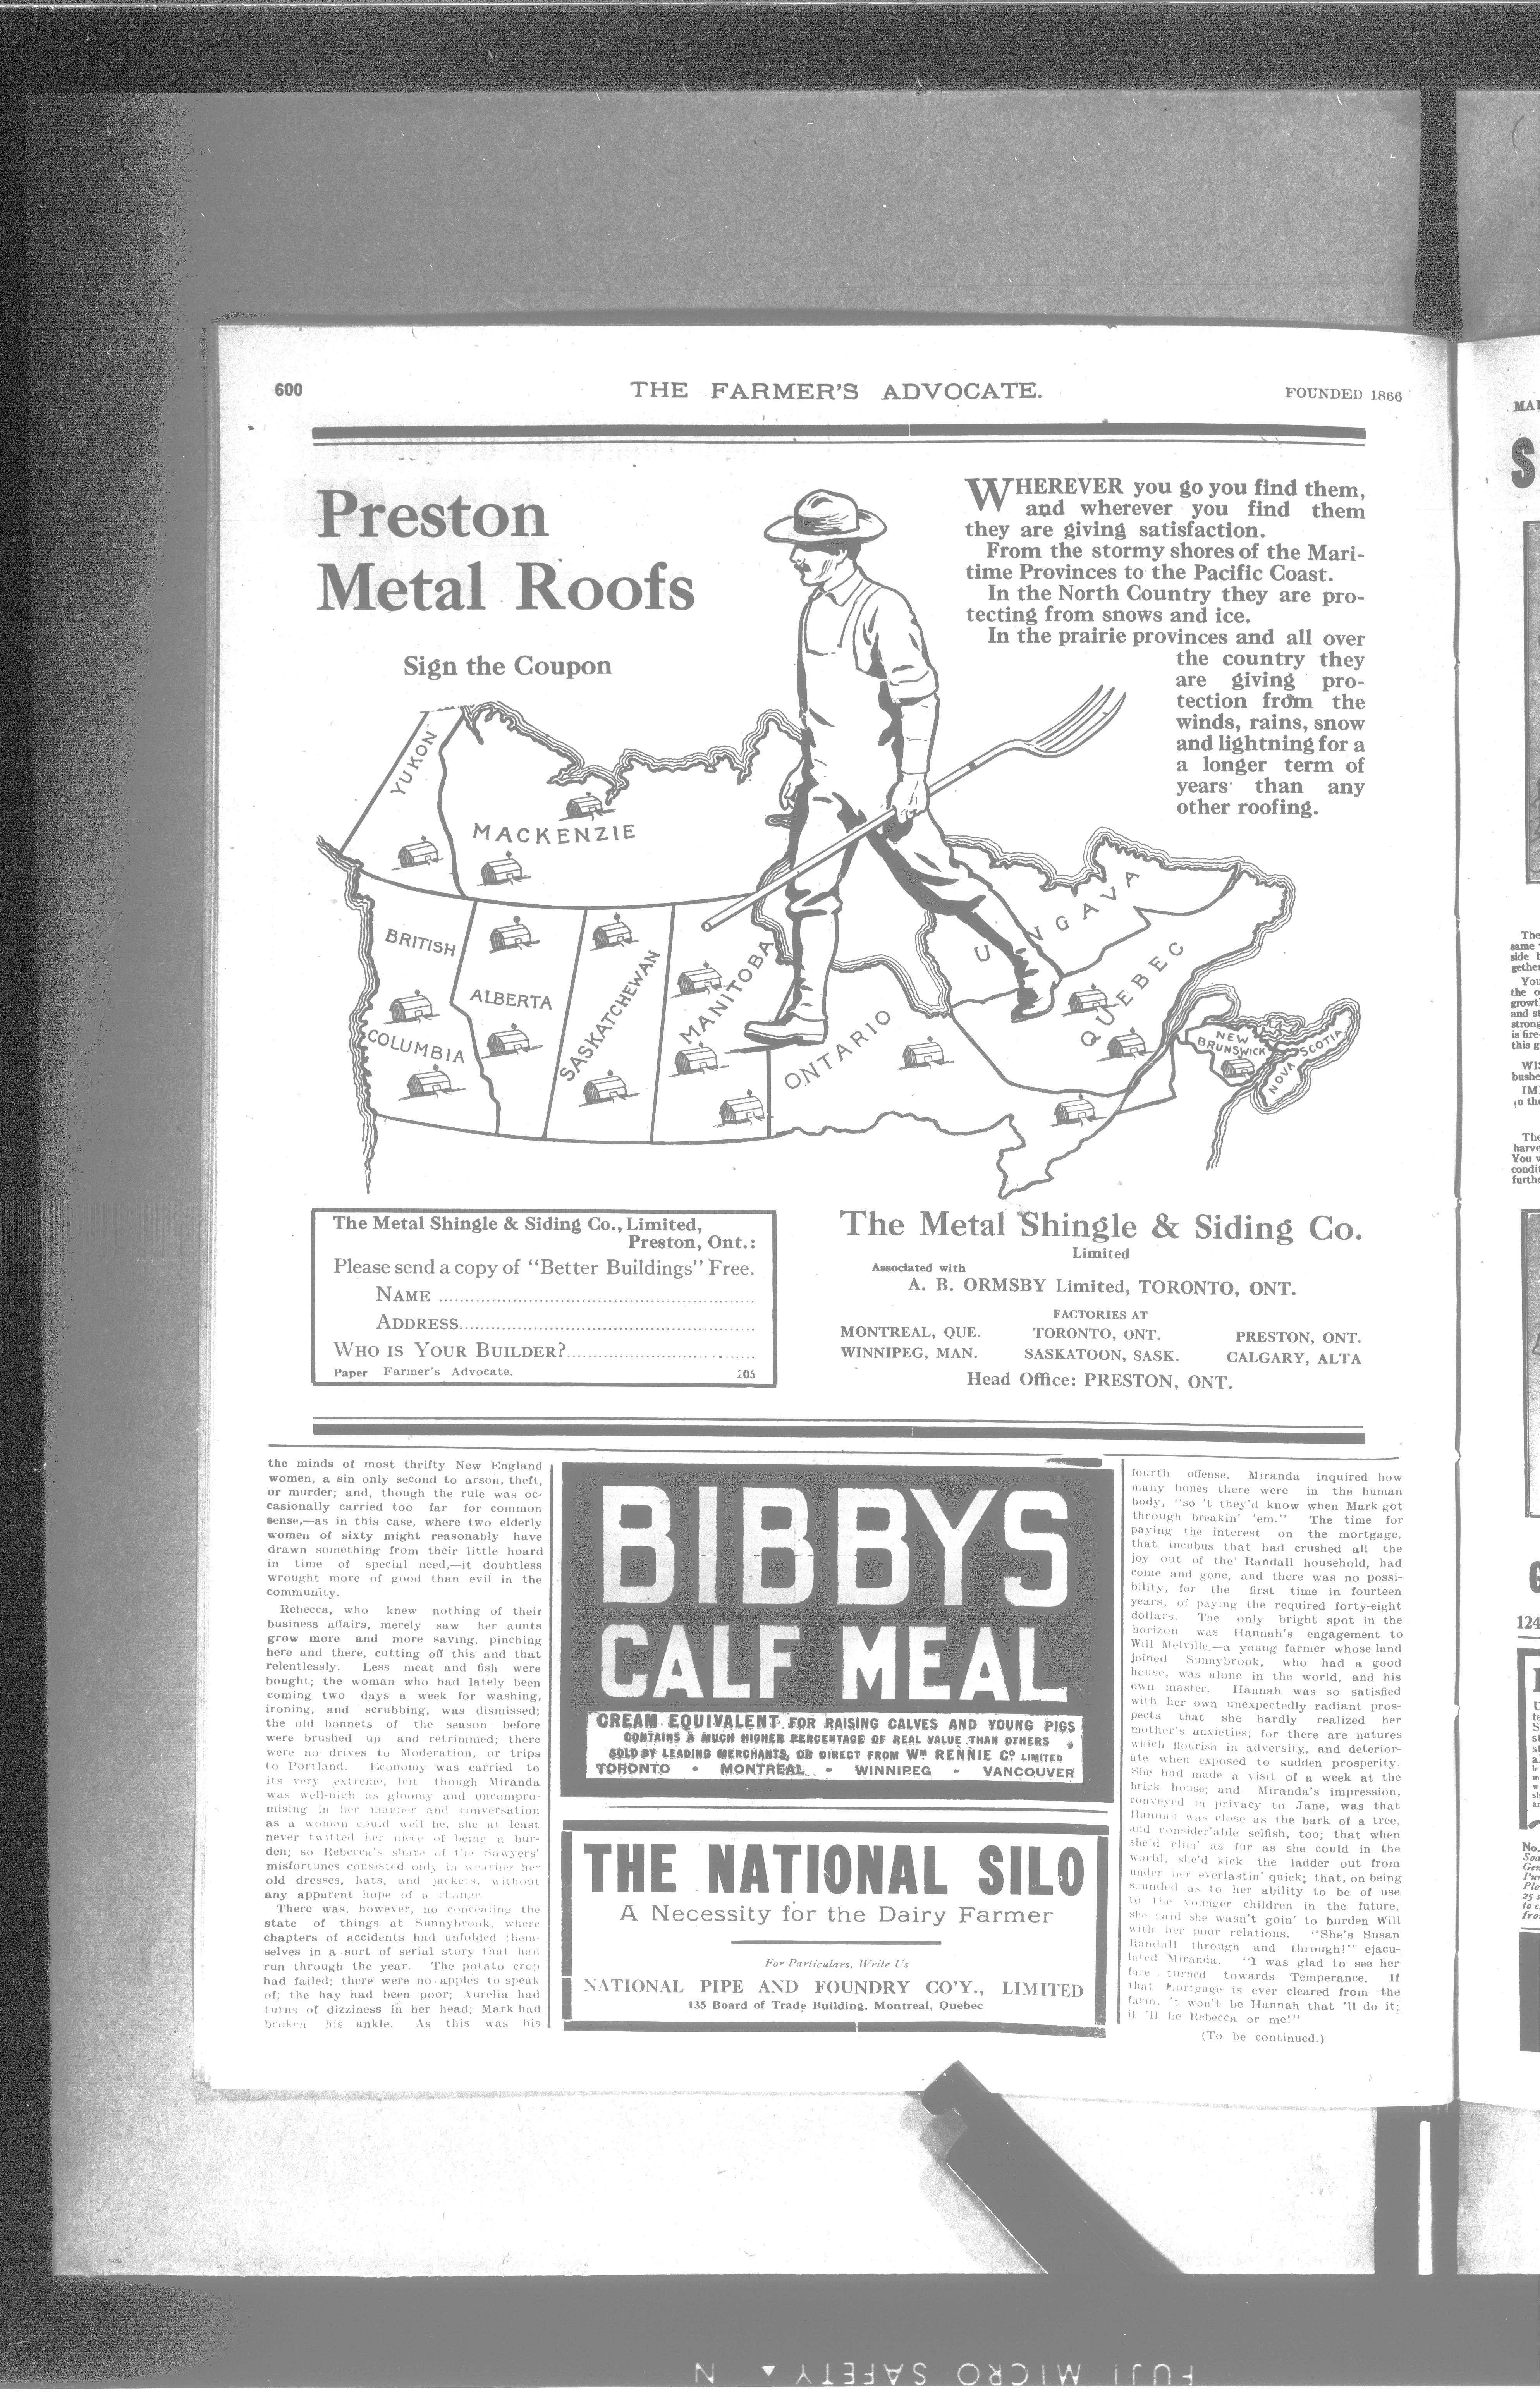 600
THE FARMER'S ADVOCATE.
FOUNDED 1866
Preston
Metal Roofs
Sign the Coupon
WHEREVER you go you find them,
and wherever you find them
they are giving satisfaction.
From the stormy shores of the Mari-
time Provinces to the Pacific Coast.
In the North Country they are pro-
tecting from snows and ice.
In the prairie provinces and all over
the country they
are giving pro-
tection from the
winds, rains, snow
and lightning for a
a longer term of
years than any
other roofing.
YUKON
MACKENZIE
BRITISH
COLUMBIA
ALBERTA
SASKATCHEWAN
MANITOBA
ONTARIO
UNGAVA
QUEBEC
NEW
BRUNSWICK
NOVA SCOTIA
The Metal Shingle & Siding Co., Limited,
Preston, Ont.:
Please send a copy of "Better Buildings" Free.
NAME
ADDRESS
WHO IS YOUR BUILDER?
Paper Farmer's Advocate.
The Metal Shingle & Siding Co.
Limited
Associated with
A. B. ORMSBY Limited, TORONTO, ONT.
FACTORIES AT
MONTREAL, QUE. TORONTO, ONT. PRESTON, ONT.
WINNIPEG, MAN. SASKATOON, SASK. CALGARY, ALTA
Head Office: PRESTON, ONT.
the minds of most thrifty New England
women, a sin only second to arson, theft,
or murder; and, though the rule was oc-
casionally carried too far for common
sense,—as in this case, where two elderly
women of sixty might reasonably have
drawn something from their little hoard
in time of special need,—it doubtless
wrought more of good than evil in the
community.
Rebecca, who knew nothing of their
business affairs, merely saw her aunts
grow more and more saving, pinching
here and there, cutting off this and that
relentlessly. Less meat and fish were
bought; the woman who had lately been
coming two days a week for washing,
ironing, and scrubbing, was dismissed;
the old bonnets of the season before
were brushed up and retrimmed; there
were no drives to Moderation, or trips
to Portland. Economy was carried to
its very extreme; but though Miranda
was well-nigh as gloomy and uncompro-
mising in her manner and conversation
as a women could well be, she at least
never twitted her niece of being a bur-
den; so Rebecca's share of the Sawyers'
misfortunes consisted only in wearing her
old dresses, hats, and jackets, without
any apparent hope of a change.
There was, however, no concealing the
state of things at Sunnybrook, where
chapters of accidents had unfolded them-
selves in a sort of serial story that had
run through the year. The potato crop
had failed; there were no apples to speak
of; the hay had been poor; Aurelia had
turns of dizziness in her head; Mark had
broken his ankle. As this was his
BIBBYS
CALF MEAL
CREAM EQUIVALENT FOR RAISING CALVES AND YOUNG PIGS
CONTAINS A MUCH HIGHER PERCENTAGE OF REAL VALUE THAN OTHERS
SOLD BY LEADING MERCHANTS, OR DIRECT FROM WM RENNIE CO LIMITED
TORONTO - MONTREAL - WINNIPEG - VANCOUVER
THE NATIONAL SILO
A Necessity for the Dairy Farmer
For Particulars, Write Us
NATIONAL PIPE AND FOUNDRY CO'Y., LIMITED
135 Board of Trade Building, Montreal, Quebec
fourth offense, Miranda inquired how
many bones there were in the human
body, "so 't they'd know when Mark got
through breakin' 'em." The time for
paying the interest on the mortgage,
that incubus that had crushed all the
joy out of the Randall household, had
come and gone, and there was no possi-
bility, for the first time in fourteen
years, of paying the required forty-eight
dollars. The only bright spot in the
horizon was Hannah's engagement to
Will Melville,—a young farmer whose land
joined Sunnybrook, who had a good
house, was alone in the world, and his
own master. Hannah was so satisfied
with her own unexpectedly radiant pros-
pects that she hardly realized her
mother's anxieties; for there are natures
which flourish in adversity, and deterior-
ate when exposed to sudden prosperity.
She had made a visit of a week at the
brick house; and Miranda's impression,
conveyed in privacy to Jane, was that
Hannah was close as the bark of a tree,
and consider'able selfish, too; that when
she'd clim' as fur as she could in the
world, she'd kick the ladder out from
under her everlastin' quick; that, on being
sounded as to her ability to be of use
to the younger children in the future,
she said she wasn't goin' to burden Will
with her poor relations. "She's Susan
Randall through and through!" ejacu-
lated Miranda. "I was glad to see her
face turned towards Temperance. If
that mortgage is ever cleared from the
farm, 't won't be Hannah that 'll do it;
it 'll be Rebecca or me!"
(To be continued.)
FUJI MICRO SAFETY ▲ N